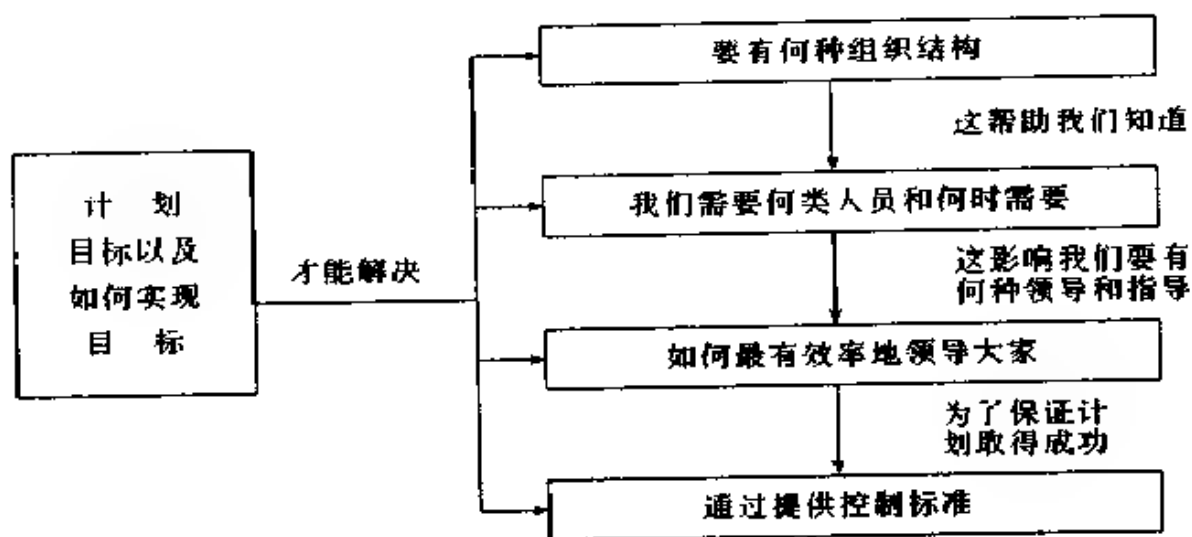 要有何种组织结构
这帮助我们知道
计 划
目标以及
如何实现
目 标
才能解决
我们需要何类人员和何时需要
这影响我们要有
何种领导和指导
如何最有效率地领导大家
为了保证计
划取得成功
通过提供控制标准